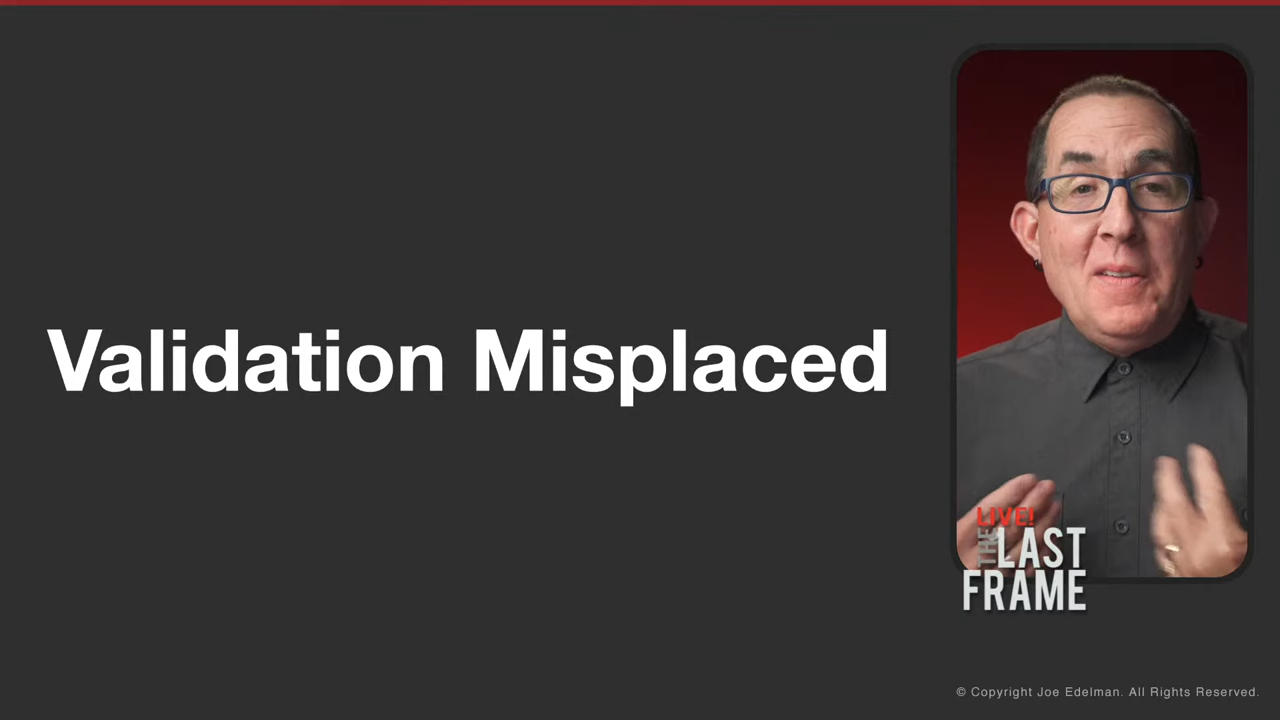 Validation Misplaced
LIVE!
THE LAST
FRAME
© Copyright Joe Edelman. All Rights Reserved.